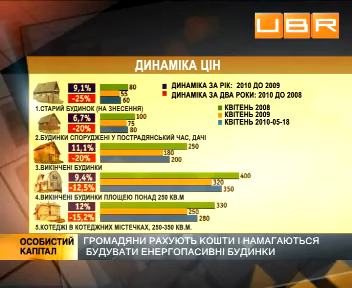 UBR
ДИНАМІКА ЦІН
9,1%
-25%
80
55
60
ДИНАМІКА ЗА РІК: 2010 ДО 2009
ДИНАМІКА ЗА ДВА РОКИ: 2010 ДО 2008
1.СТАРИЙ БУДИНОК (НА ЗНЕСЕННЯ)
6,7%
-20%
100
75
80
КВІТЕНЬ 2008
КВІТЕНЬ 2009
КВІТЕНЬ 2010-05-18
2.БУДИНКИ СПОРУДЖЕНІ У ПОСТРАДЯНСЬКИЙ ЧАС, ДАЧІ
11,1%
-20%
250
180
200
3.ВИКІНЧЕНІ БУДИНКИ
9,4%
-12,5%
400
320
350
4.ВИКІНЧЕНІ БУДИНКИ ПЛОЩЕЮ ПОНАД 250 КВ.М
12%
-15,2%
330
250
280
5.КОТЕДЖІ В КОТЕДЖНИХ МІСТЕЧКАХ, 250-350 КВ.М.
ОСОБИСТИЙ КАПІТАЛ
ГРОМАДЯНИ РАХУЮТЬ КОШТИ І НАМАГАЮТЬСЯ
БУДУВАТИ ЕНЕРГОПАСИВНІ БУДИНКИ